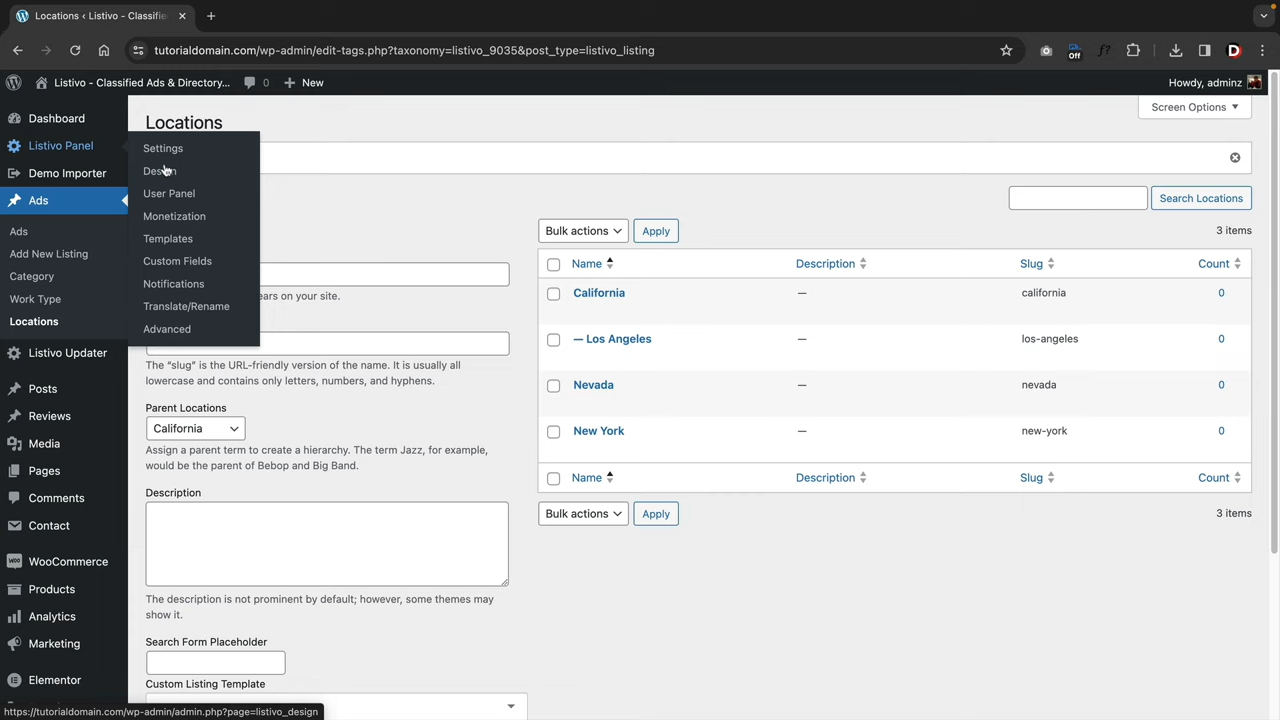 Locations ‹ Listivo – Classifie
tutorialdomain.com/wp-admin/edit-tags.php?taxonomy=listivo_9035&post_type=listivo_listing
Off
f?
D
Listivo - Classified Ads & Directory...
0
New
Howdy, adminz
Dashboard
Listivo Panel
Demo Importer
Ads
Ads
Add New Listing
Category
Work Type
Locations
Listivo Updater
Posts
Reviews
Media
Pages
Comments
Contact
WooCommerce
Products
Analytics
Marketing
Elementor
Settings
Design
User Panel
Monetization
Templates
Custom Fields
Notifications
Translate/Rename
Advanced
Locations
Screen Options
Search Locations
ears on your site.
The “slug” is the URL-friendly version of the name. It is usually all
lowercase and contains only letters, numbers, and hyphens.
Parent Locations
California
Assign a parent term to create a hierarchy. The term Jazz, for example,
would be the parent of Bebop and Big Band.
Description
The description is not prominent by default; however, some themes may
show it.
Search Form Placeholder
Custom Listing Template
Bulk actions
Apply
3 items
Name
Description
Slug
Count
California
—
california
0
— Los Angeles
—
los-angeles
0
Nevada
—
nevada
0
New York
—
new-york
0
Name
Description
Slug
Count
Bulk actions
Apply
3 items
https://tutorialdomain.com/wp-admin/admin.php?page=listivo_design